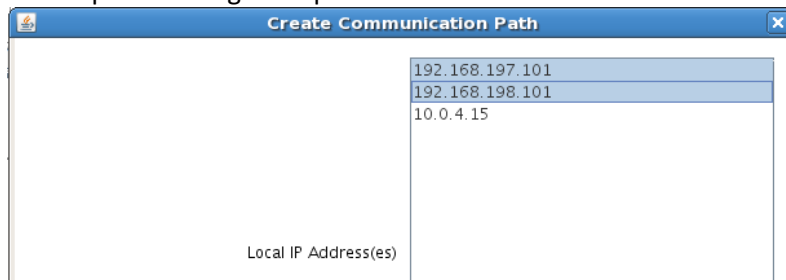 Create Communication Path
192.168.197.101
192.168.198.101
10.0.4.15
Local IP Address(es)